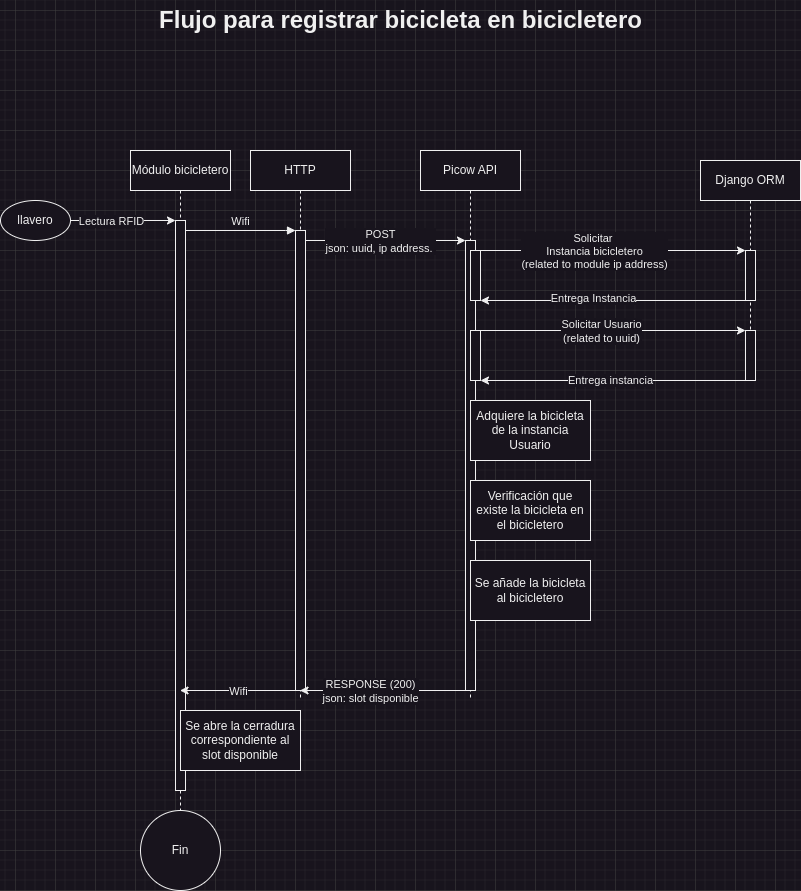 Flujo para registrar bicicleta en bicicletero
Módulo bicicletero
HTTP
Picow API
Django ORM
llavero
Lectura RFID
Wifi
POST
json: uuid, ip address.
Solicitar
Instancia bicicletero
(related to module ip address)
Entrega Instancia
Solicitar Usuario
(related to uuid)
Entrega instancia
Adquiere la bicicleta
de la instancia
Usuario
Verificación que
existe la bicicleta en
el bicicletero
Se añade la bicicleta
al bicicletero
RESPONSE (200)
json: slot disponible
Wifi
Se abre la cerradura
correspondiente al
slot disponible
Fin